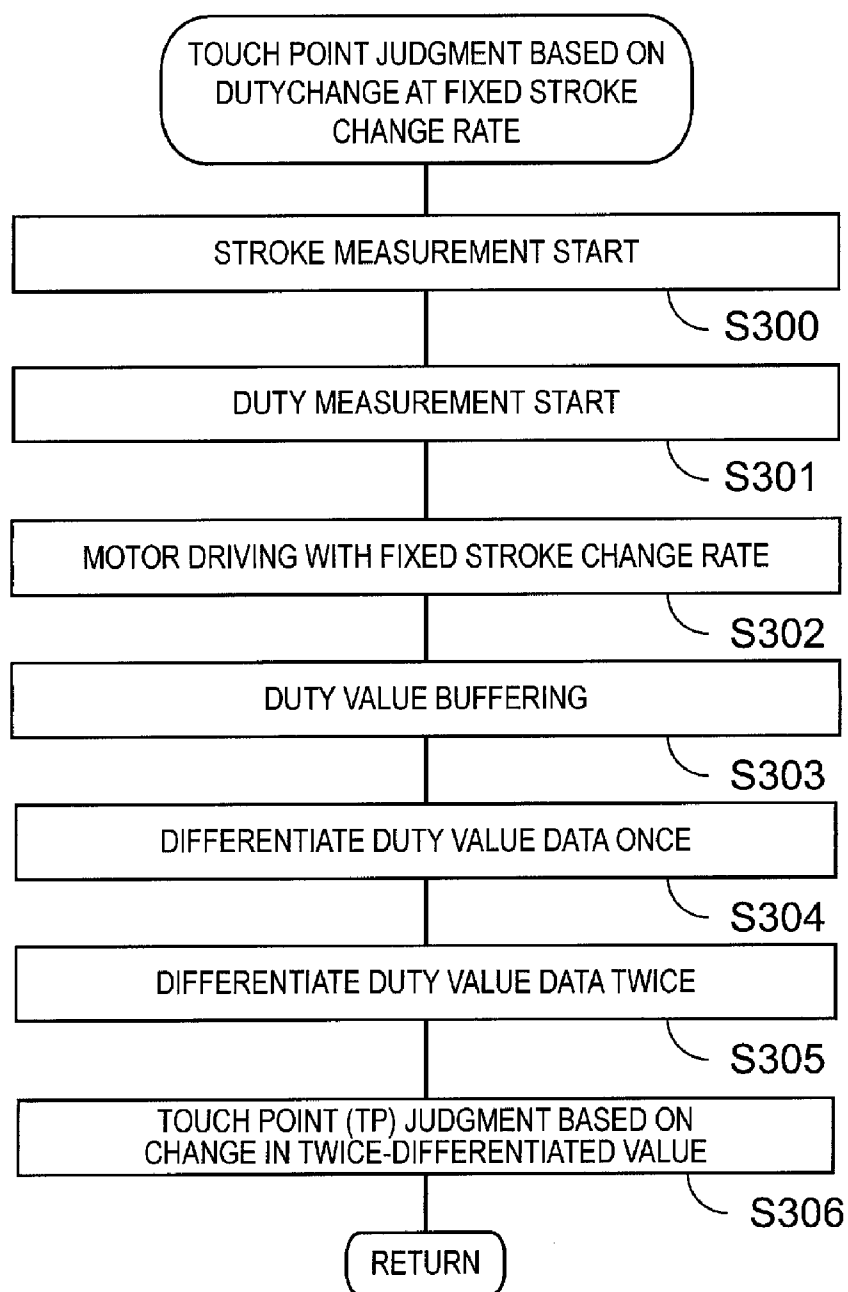 TOUCH POINT JUDGMENT BASED ON
DUTYCHANGE AT FIXED STROKE
CHANGE RATE
STROKE MEASUREMENT START
S300
DUTY MEASUREMENT START
S301
MOTOR DRIVING WITH FIXED STROKE CHANGE RATE
S302
DUTY VALUE BUFFERING
S303
DIFFERENTIATE DUTY VALUE DATA ONCE
S304
DIFFERENTIATE DUTY VALUE DATA TWICE
S305
TOUCH POINT (TP) JUDGMENT BASED ON
CHANGE IN TWICE-DIFFERENTIATED VALUE
S306
RETURN